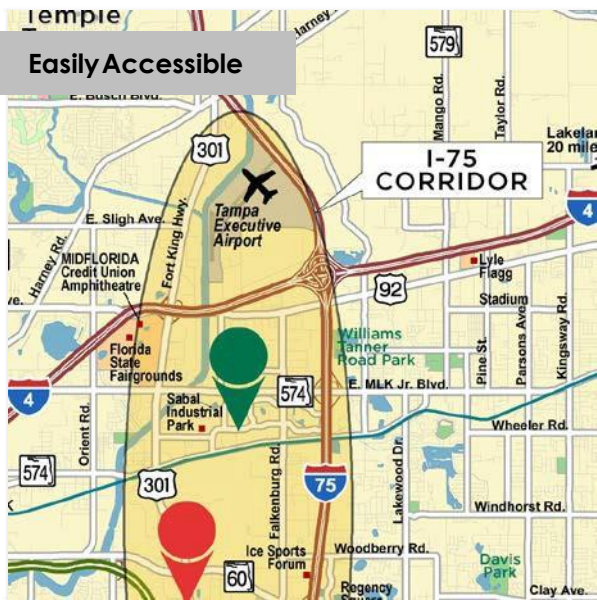 Temple
Easily Accessible
E. Busch Blvd.
Harney
579
Mango Rd.
Taylor Rd.
301
I-75
CORRIDOR
20 mile
4
Tampa
Executive
Airport
E. Sligh Ave.
Fort King Hwy.
Harney Rd.
MIDFLORIDA
Credit Union
Amphitheatre
ve.
92
Lyle
Flagg
Stadium
Pine St.
Parsons Ave.
Kingsway Rd.
Florida
State
Fairgrounds
Williams
Tanner
Road Park
4
Sabal
Industrial
Park
574
E. MLK Jr. Blvd.
Orient Rd.
Wheeler Rd.
574
301
Falkenburg Rd.
75
Lakewood Dr.
Windhorst Rd.
K
Ice Sports
Forum
Woodberry Rd.
60
Davis
Park
Regency
Clay Ave.